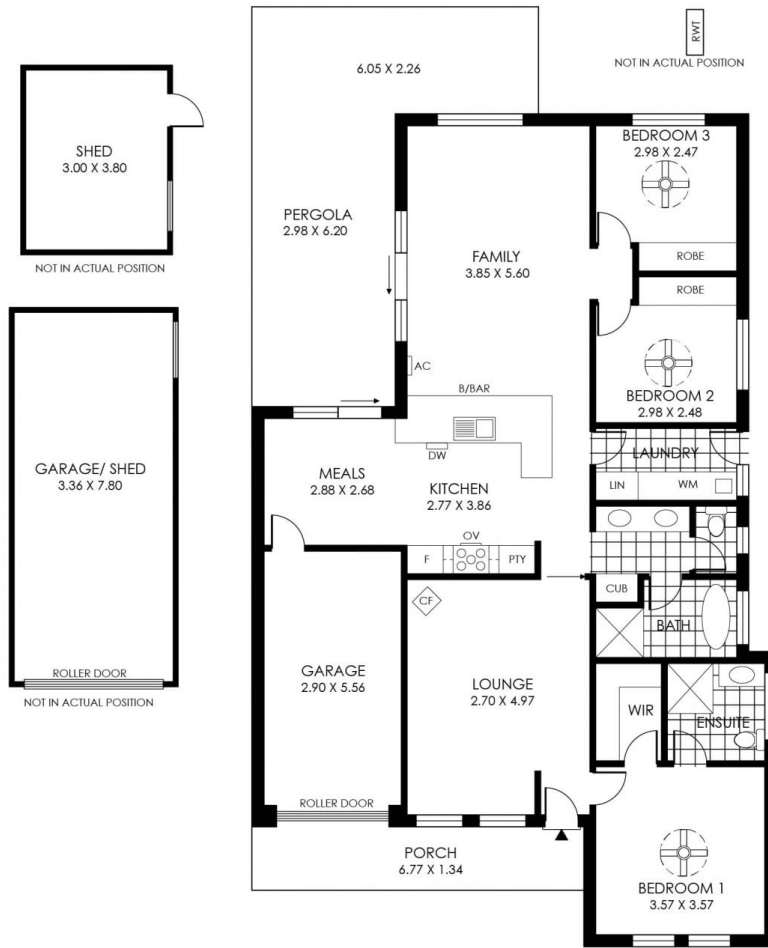 RWT
NOT IN ACTUAL POSITION
6.05 X 2.26
SHED
3.00 X 3.80
NOT IN ACTUAL POSITION
BEDROOM 3
2.98 X 2.47
ROBE
PERGOLA
2.98 X 6.20
FAMILY
3.85 X 5.60
ROBE
BEDROOM 2
2.98 X 2.48
AC
B/BAR
DW
LAUNDRY
LIN
WM
GARAGE/ SHED
3.36 X 7.80
ROLLER DOOR
NOT IN ACTUAL POSITION
MEALS
2.88 X 2.68
KITCHEN
2.77 X 3.86
OV
F
PTY
CUB
BATH
CF
GARAGE
2.90 X 5.56
ROLLER DOOR
LOUNGE
2.70 X 4.97
WIR
ENSUITE
PORCH
6.77 X 1.34
BEDROOM 1
3.57 X 3.57